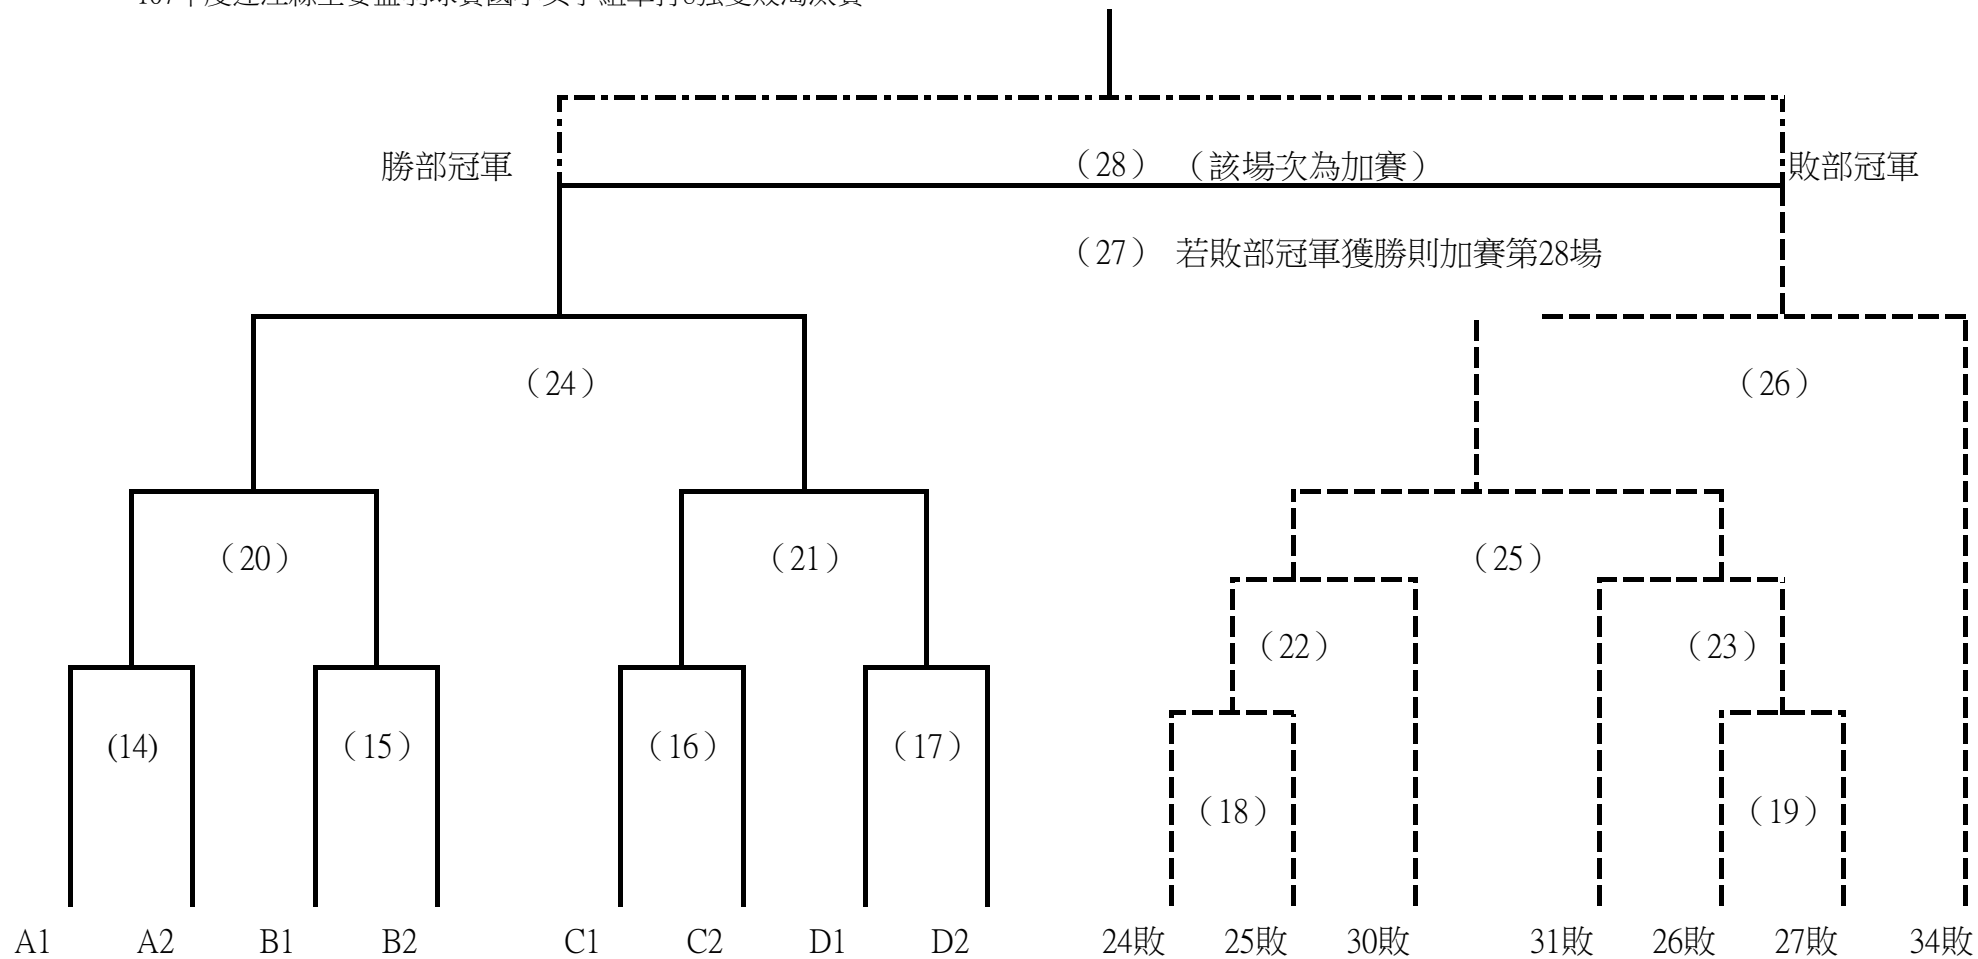 勝部冠軍
（28）（該場次為加賽）
敗部冠軍
（27）若敗部冠軍獲勝則加賽第28場
（24）
（26）
（20）
（21）
（25）
（22）
（23）
(14)
（15）
（16）
（17）
（18）
（19）
A1 A2 B1 B2 C1 C2 D1 D2 24敗 25敗 30敗 31敗 26敗 27敗 34敗